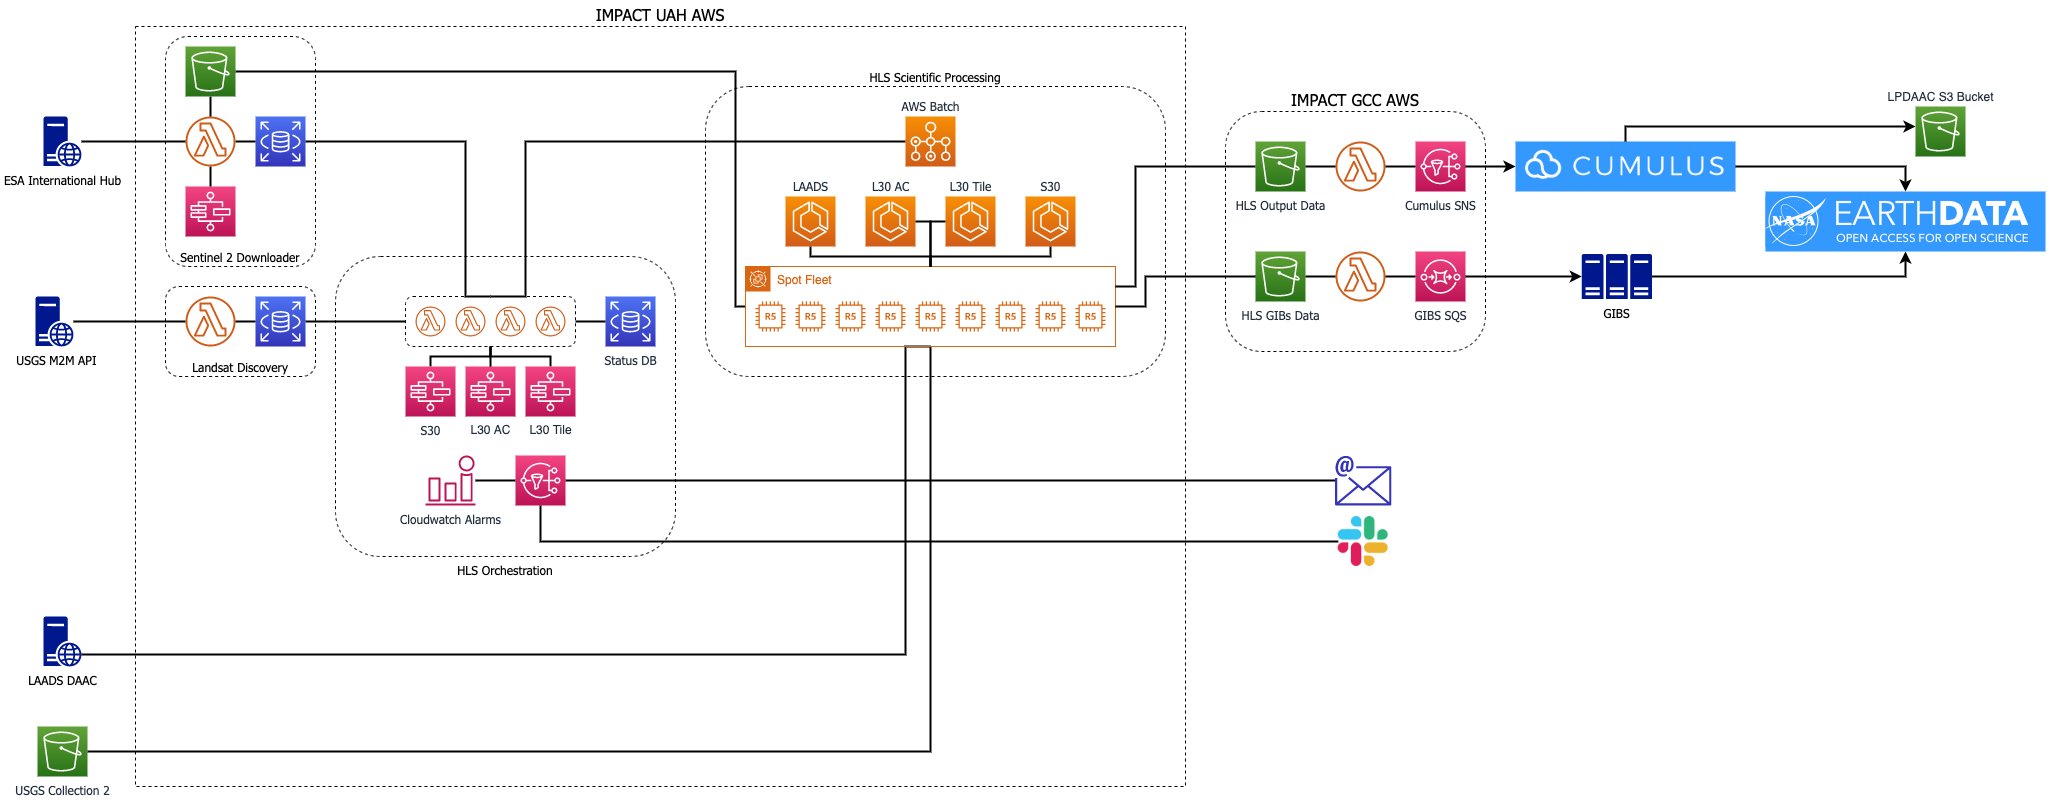 IMPACT UAH AWS
ESA International Hub
Sentinel 2 Downloader
USGS M2M API
Landsat Discovery
Status DB
S30
L30 AC
L30 Tile
Cloudwatch Alarms
HLS Orchestration
HLS Scientific Processing
AWS Batch
LAADS
L30 AC
L30 Tile
S30
Spot Fleet
R5
R5
R5
R5
R5
R5
R5
R5
R5
IMPACT GCC AWS
HLS Output Data
Cumulus SNS
HLS GIBs Data
GIBS SQS
CUMULUS
LPDAAC S3 Bucket
NASA
EARTHDATA
OPEN ACCESS FOR OPEN SCIENCE
GIBS
@
LAADS DAAC
USGS Collection 2